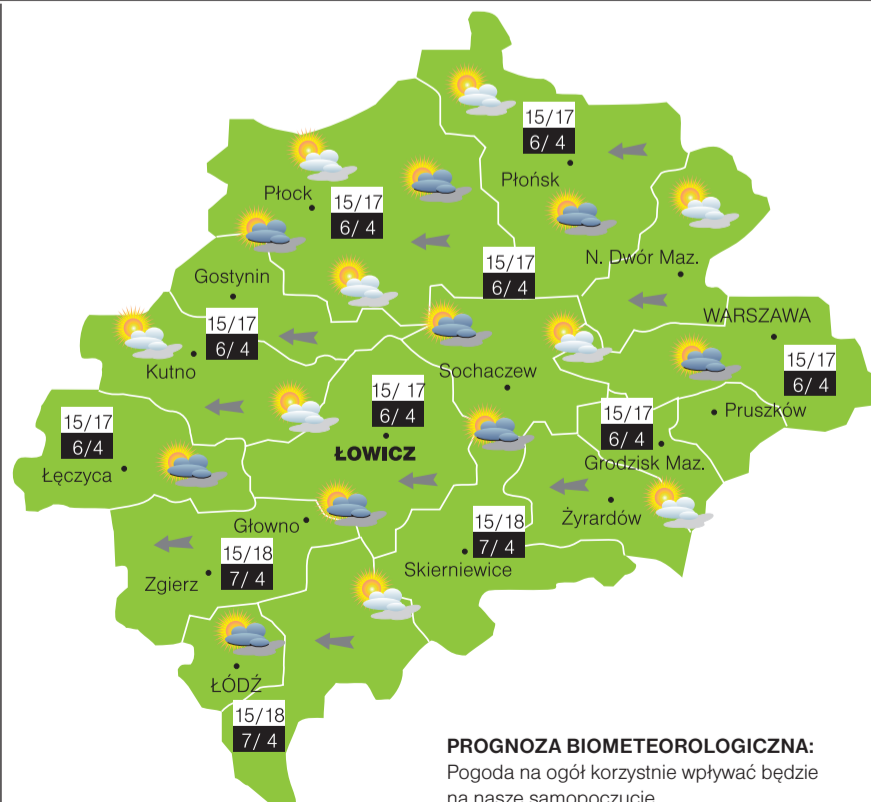 15/17
6/ 4
Płońsk
Płock
15/17
6/ 4
N. Dwór Maz.
15/17
6/ 4
Gostynin
15/17
6/ 4
Kutno
WARSZAWA
15/17
6/ 4
Sochaczew
15/ 17
6/ 4
ŁOWICZ
15/17
6/4
Łęczyca
Pruszków
15/17
6/ 4
Grodzisk Maz.
Żyrardów
Głowno
15/18
7/ 4
Skierniewice
15/18
7/ 4
Zgierz
ŁÓDŹ
15/18
7/ 4
PROGNOZA BIOMETEOROLOGICZNA:
Pogoda na ogół korzystnie wpływać będzie
na nasze samopoczucie